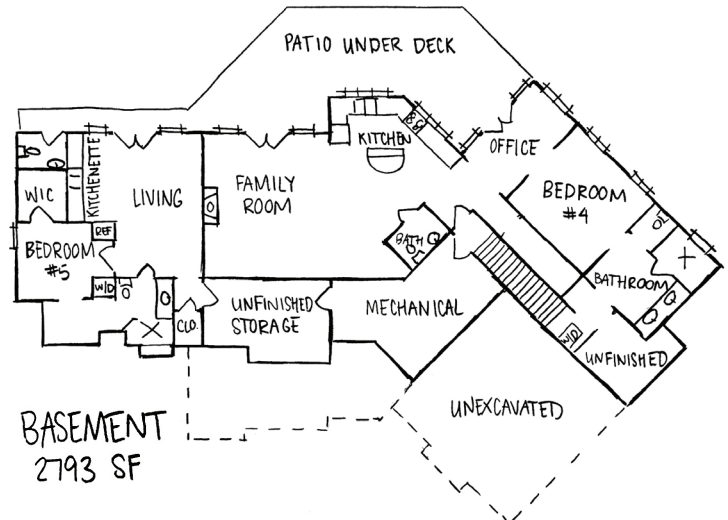 PATIO UNDER DECK
KITCHEN
OFFICE
KITCHENETTE
WIC
LIVING
FAMILY
ROOM
BEDROOM
#4
REF
BEDROOM
#5
BATH
W/D
CLO.
UNFINISHED
STORAGE
MECHANICAL
BATHROOM
W/D
UNFINISHED
UNEXCAVATED
BASEMENT
2793 SF